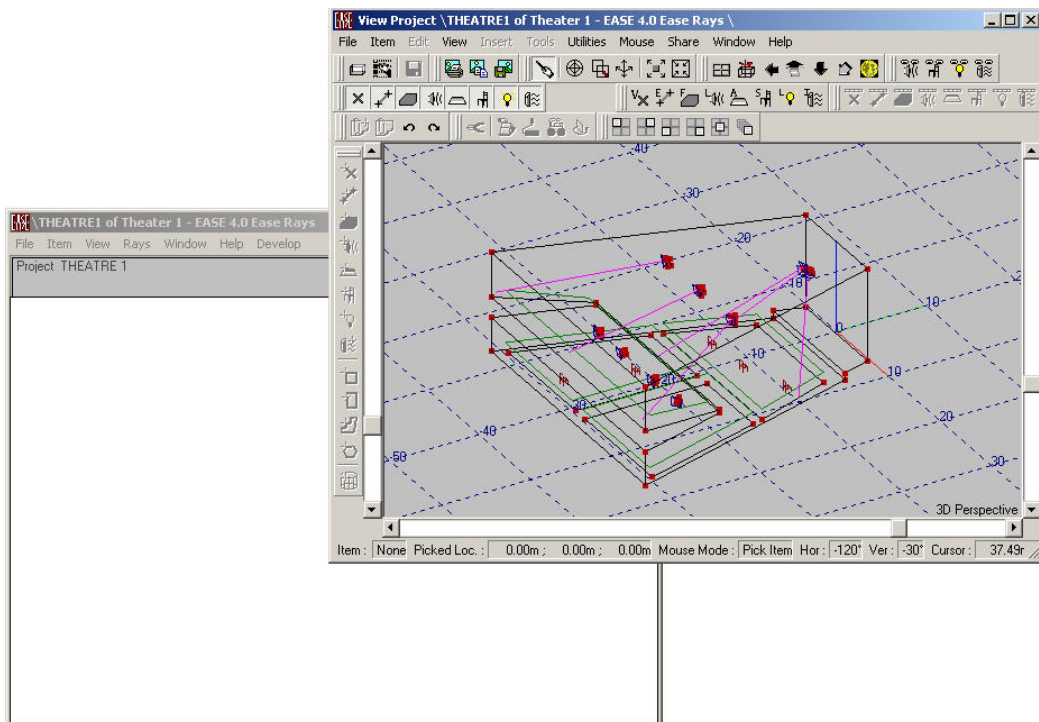 EASE View Project \THEATRE1 of Theater 1 - EASE 4.0 Ease Rays \
File Item Edit View Insert Tools Utilities Mouse Share Window Help
-40
-30
-20
-10
10
0
-10
10
-20
-30
-40
-20
-50
-30
3D Perspective
Item : None Picked Loc. : 0.00m ; 0.00m ; 0.00m Mouse Mode : Pick Item Hor : -120° Ver : -30° Cursor : 37.49r
EASE \THEATRE1 of Theater 1 - EASE 4.0 Ease Rays
File Item View Rays Window Help Develop
Project THEATRE 1